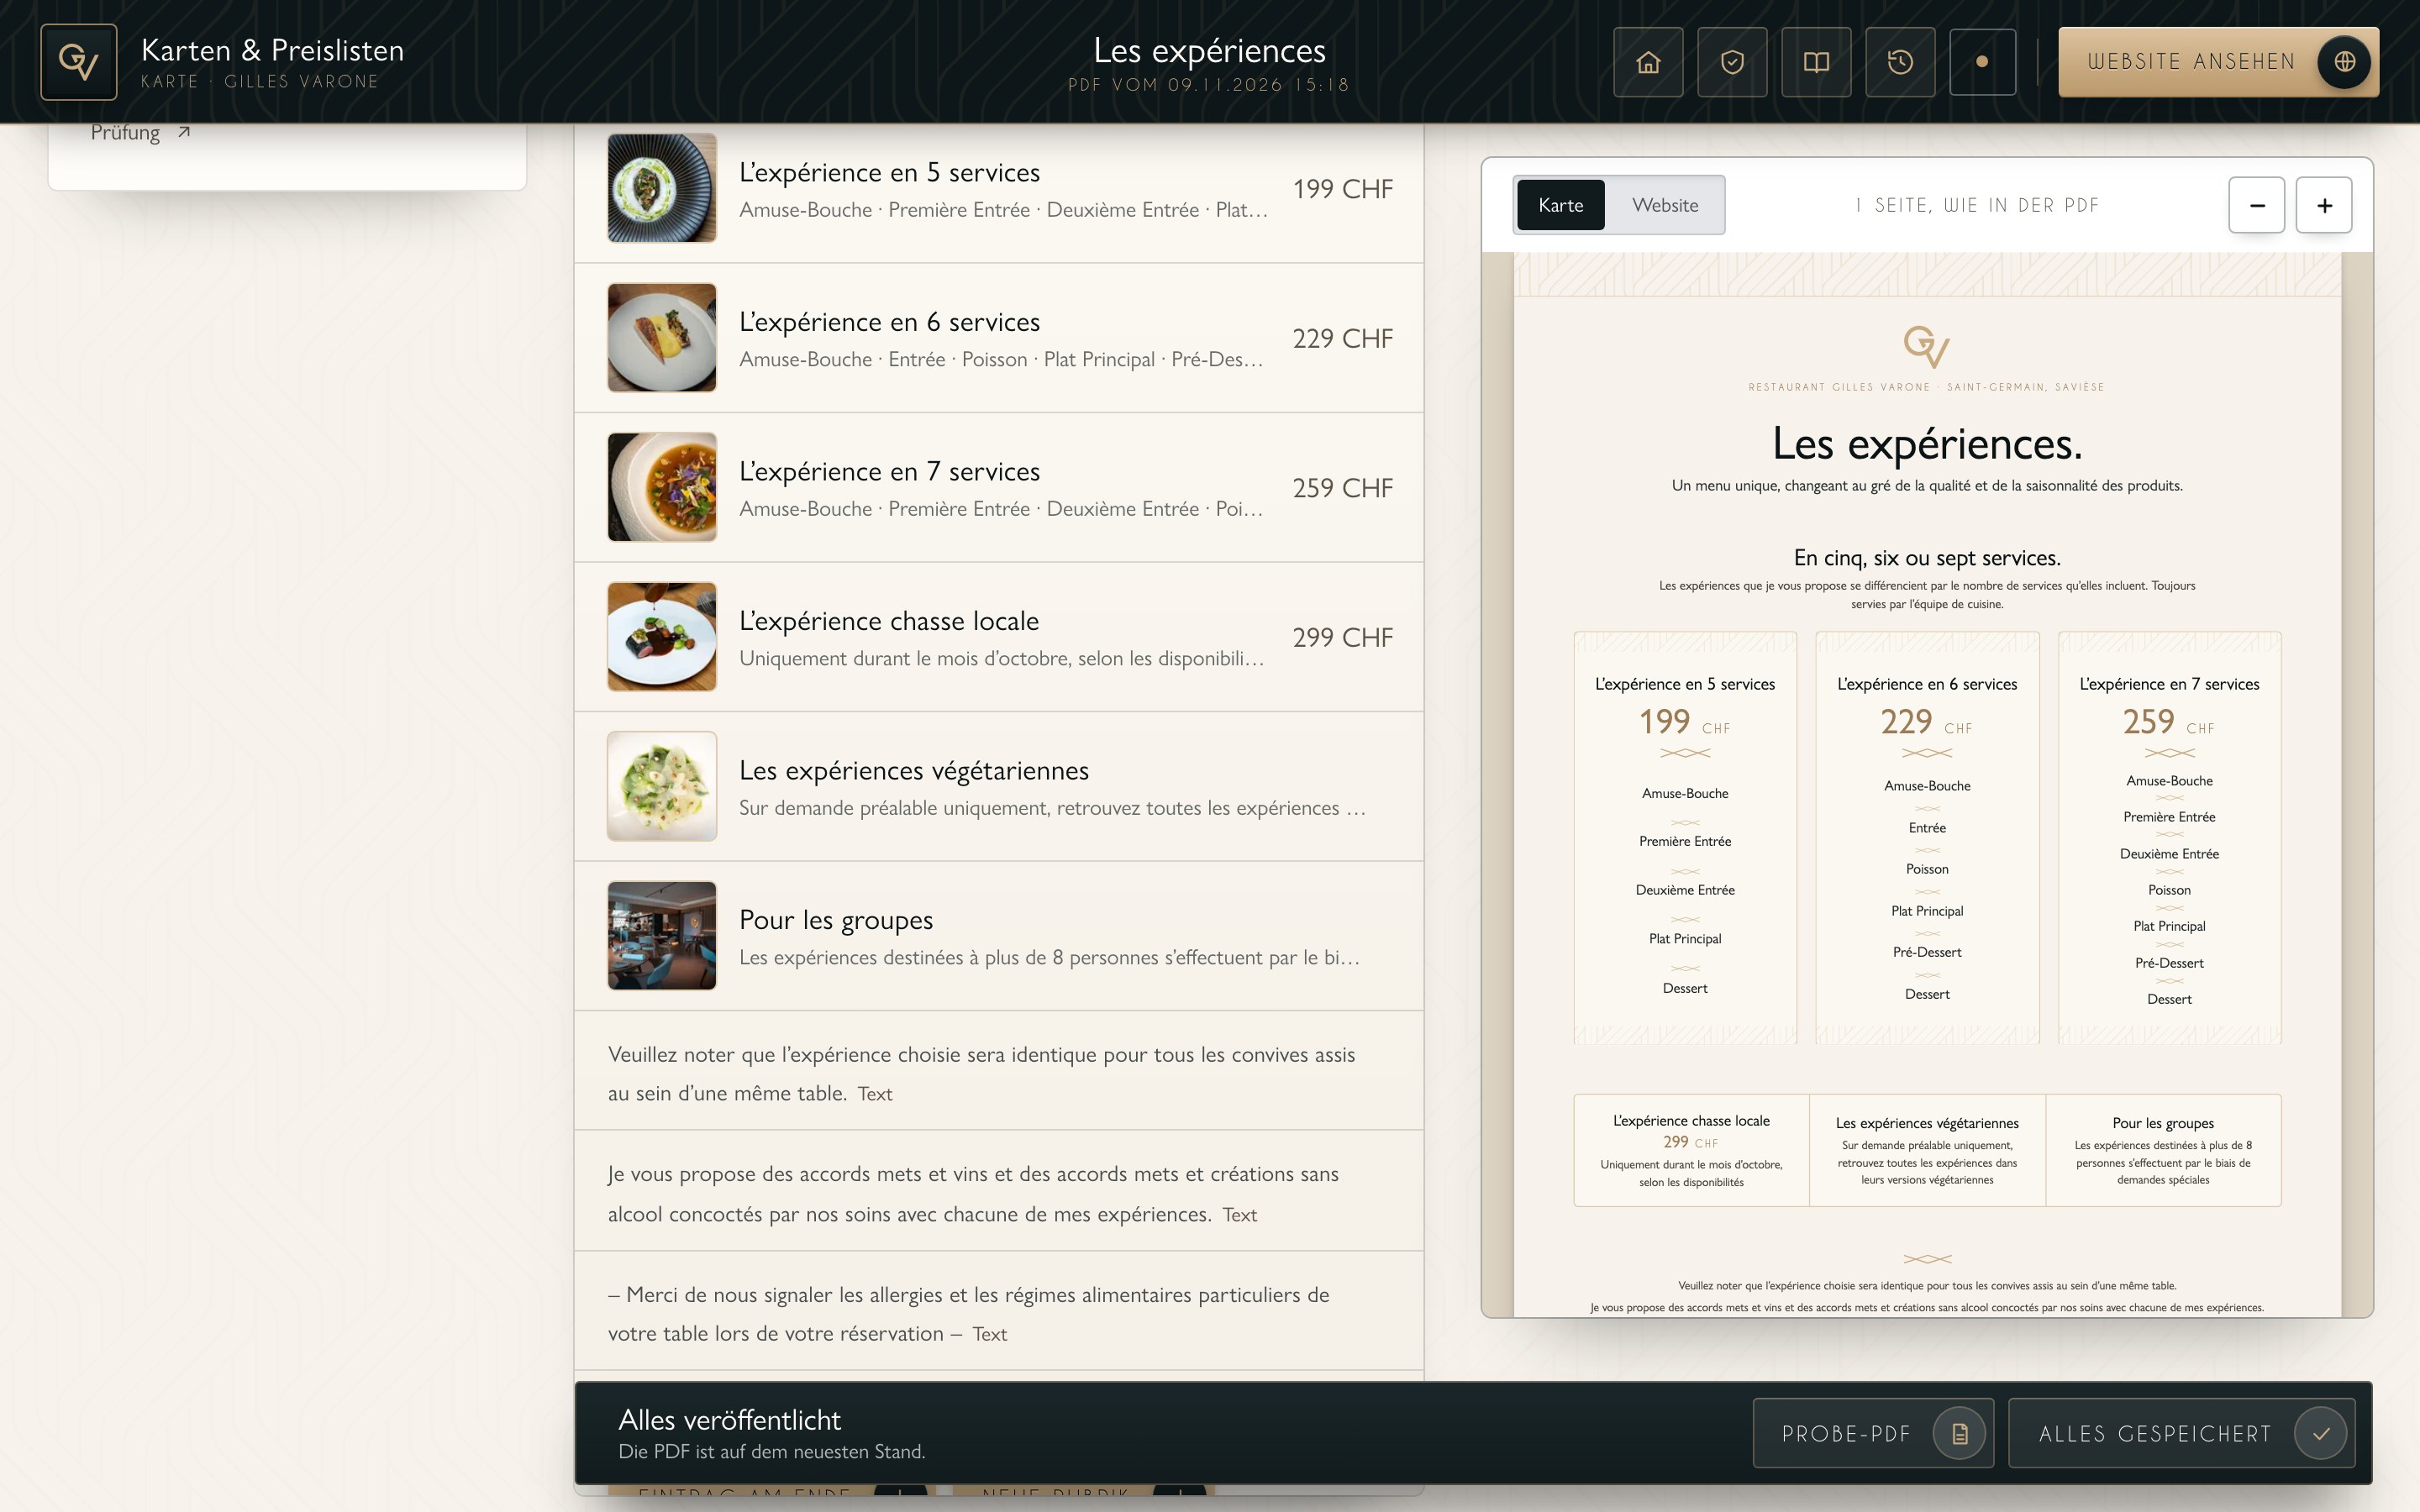 GV
Karten & Preislisten
KARTE · GILLES VARONE
Les expériences
PDF VOM 09.11.2026 15:18
WEBSITE ANSEHEN
Prüfung
L’expérience en 5 services
Amuse-Bouche · Première Entrée · Deuxième Entrée · Plat…
199 CHF
L’expérience en 6 services
Amuse-Bouche · Entrée · Poisson · Plat Principal · Pré-Des…
229 CHF
L’expérience en 7 services
Amuse-Bouche · Première Entrée · Deuxième Entrée · Poi…
259 CHF
L’expérience chasse locale
Uniquement durant le mois d’octobre, selon les disponibili…
299 CHF
Les expériences végétariennes
Sur demande préalable uniquement, retrouvez toutes les expériences …
Pour les groupes
Les expériences destinées à plus de 8 personnes s’effectuent par le bi…
Veuillez noter que l’expérience choisie sera identique pour tous les convives assis
au sein d’une même table. Text
Je vous propose des accords mets et vins et des accords mets et créations sans
alcool concoctés par nos soins avec chacune de mes expériences. Text
– Merci de nous signaler les allergies et les régimes alimentaires particuliers de
votre table lors de votre réservation – Text
EINTRAG AM ENDE
NEUE RUBRIK
Karte
Website
1 SEITE, WIE IN DER PDF
GV
RESTAURANT GILLES VARONE · SAINT-GERMAIN, SAVIÈSE
Les expériences.
Un menu unique, changeant au gré de la qualité et de la saisonnalité des produits.
En cinq, six ou sept services.
Les expériences que je vous propose se différencient par le nombre de services qu’elles incluent. Toujours
servies par l’équipe de cuisine.
L’expérience en 5 services
199 CHF
Amuse-Bouche
Première Entrée
Deuxième Entrée
Plat Principal
Dessert
L’expérience en 6 services
229 CHF
Amuse-Bouche
Entrée
Poisson
Plat Principal
Pré-Dessert
Dessert
L’expérience en 7 services
259 CHF
Amuse-Bouche
Première Entrée
Deuxième Entrée
Poisson
Plat Principal
Pré-Dessert
Dessert
L’expérience chasse locale
299 CHF
Uniquement durant le mois d’octobre,
selon les disponibilités
Les expériences végétariennes
Sur demande préalable uniquement,
retrouvez toutes les expériences dans
leurs versions végétariennes
Pour les groupes
Les expériences destinées à plus de 8
personnes s’effectuent par le biais de
demandes spéciales
Veuillez noter que l’expérience choisie sera identique pour tous les convives assis au sein d’une même table.
Je vous propose des accords mets et vins et des accords mets et créations sans alcool concoctés par nos soins avec chacune de mes expériences.
Alles veröffentlicht
Die PDF ist auf dem neuesten Stand.
PROBE-PDF
ALLES GESPEICHERT